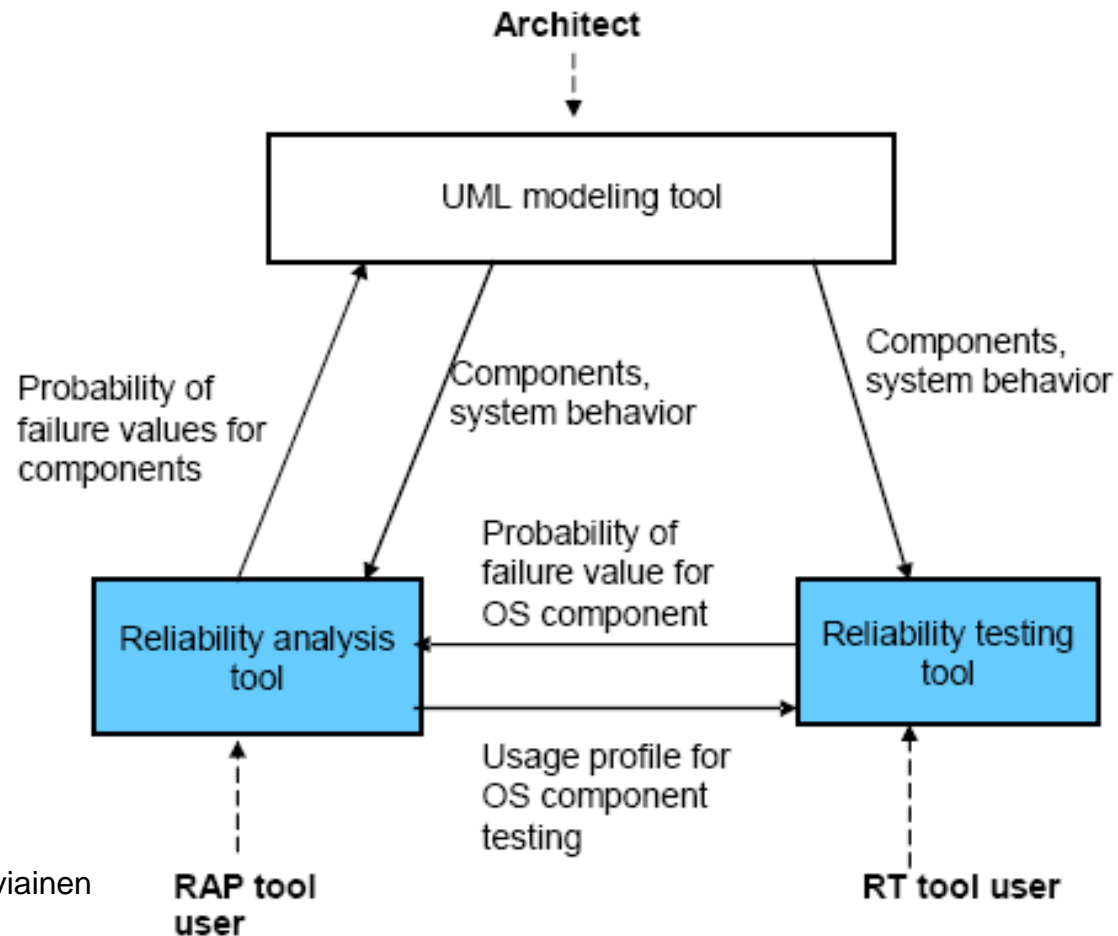 Architect
UML modeling tool
Probability of
failure values for
components
Components,
system behavior
Components,
system behavior
Probability of
failure value for
OS component
Reliability analysis
tool
Reliability testing
tool
Usage profile for
OS component
testing
viainen
RAP tool
user
RT tool user